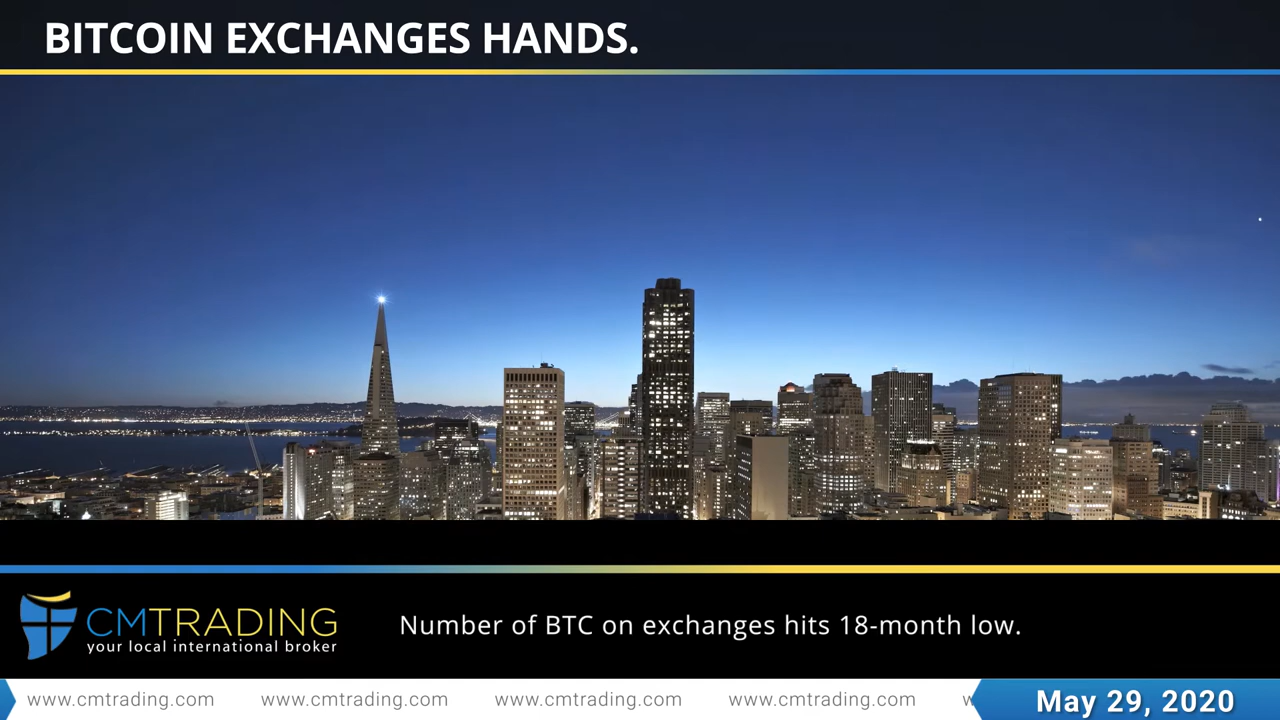 BITCOIN EXCHANGES HANDS.
CMTRADING
your local international broker
Number of BTC on exchanges hits 18-month low.
www.cmtrading.com www.cmtrading.com www.cmtrading.com www.cmtrading.com w
May 29, 2020